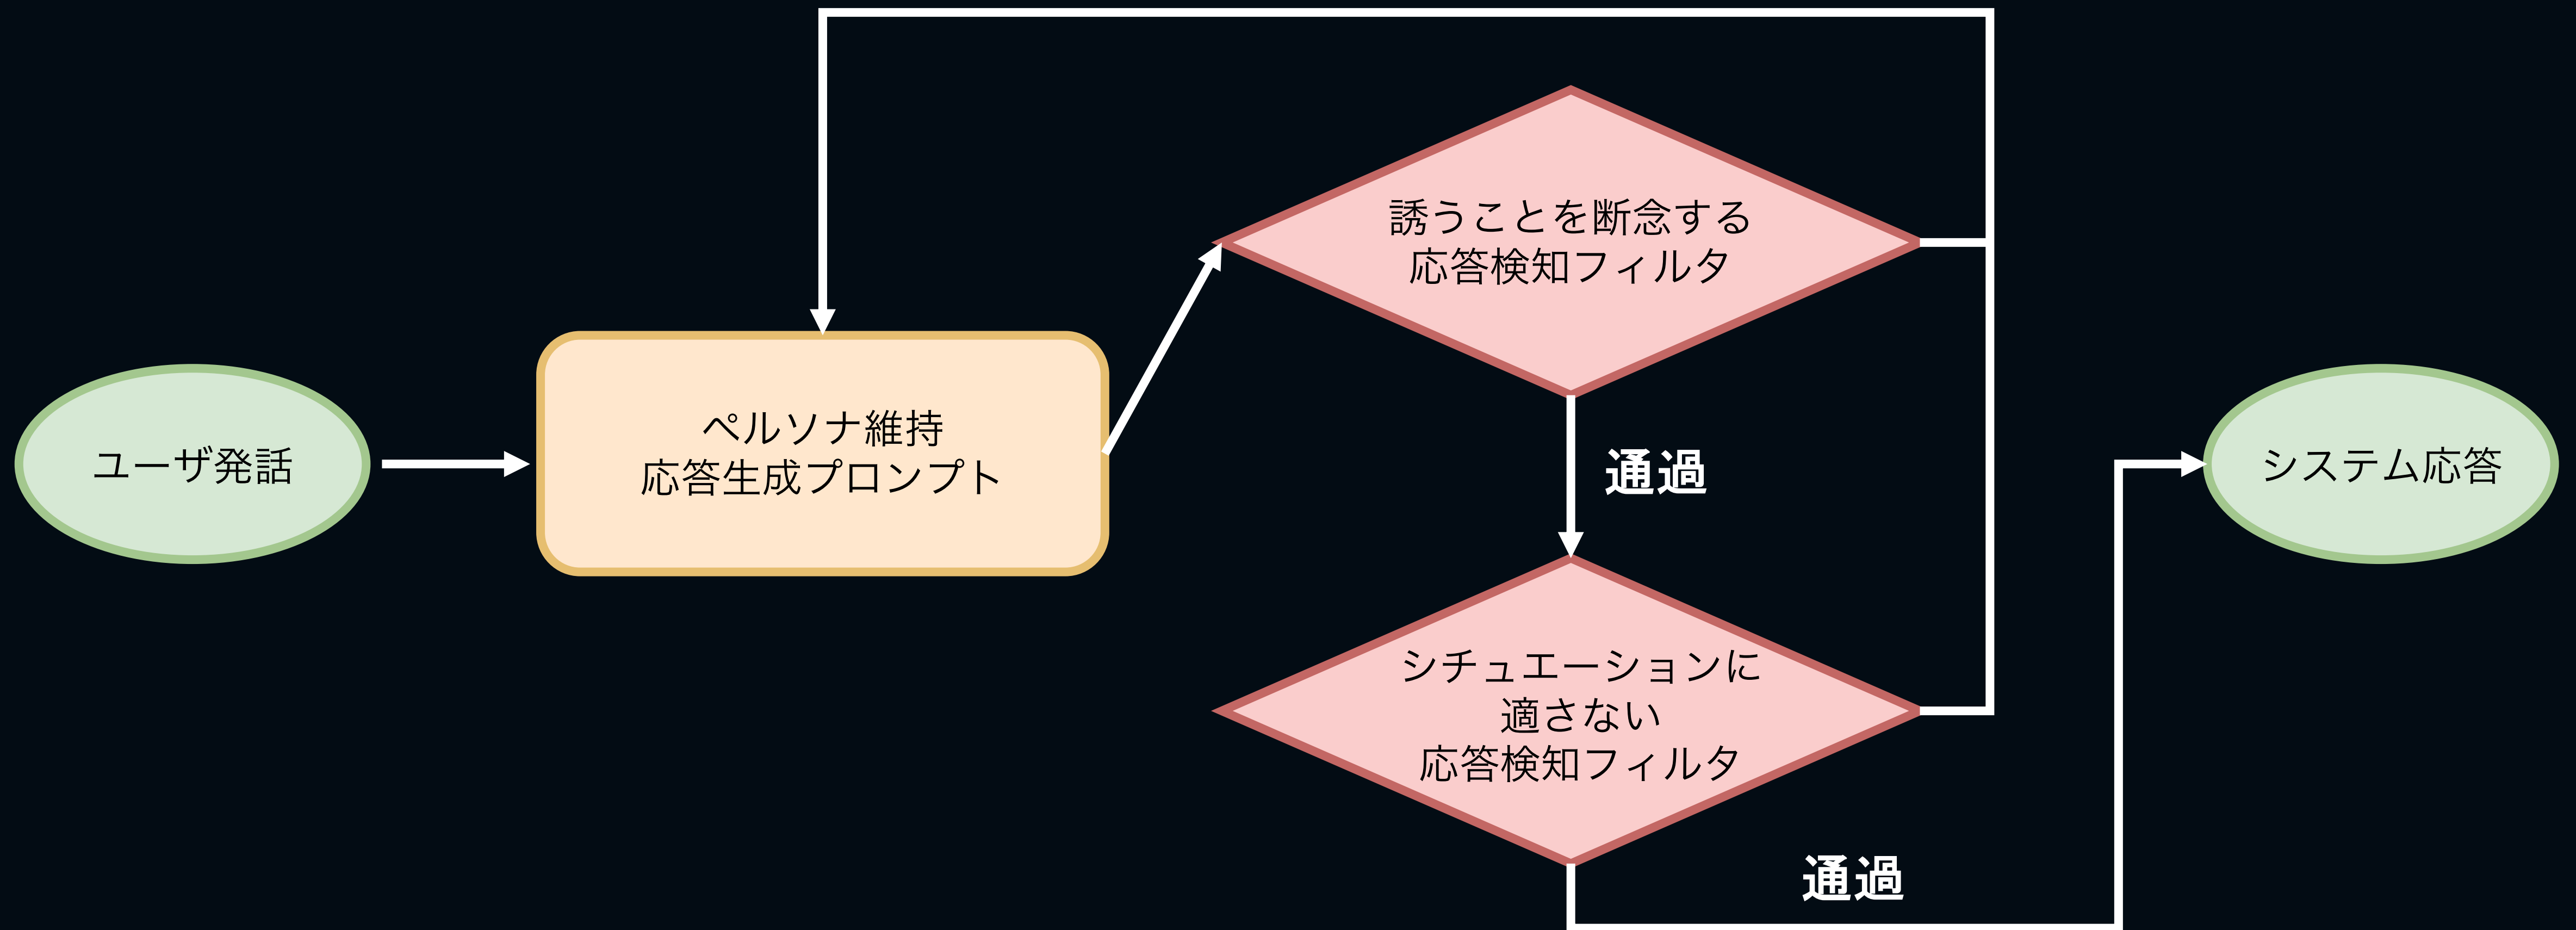 ユーザ発話
ペルソナ維持
応答生成プロンプト
誘うことを断念する
応答検知フィルタ
通過
シチュエーションに
適さない
応答検知フィルタ
通過
システム応答